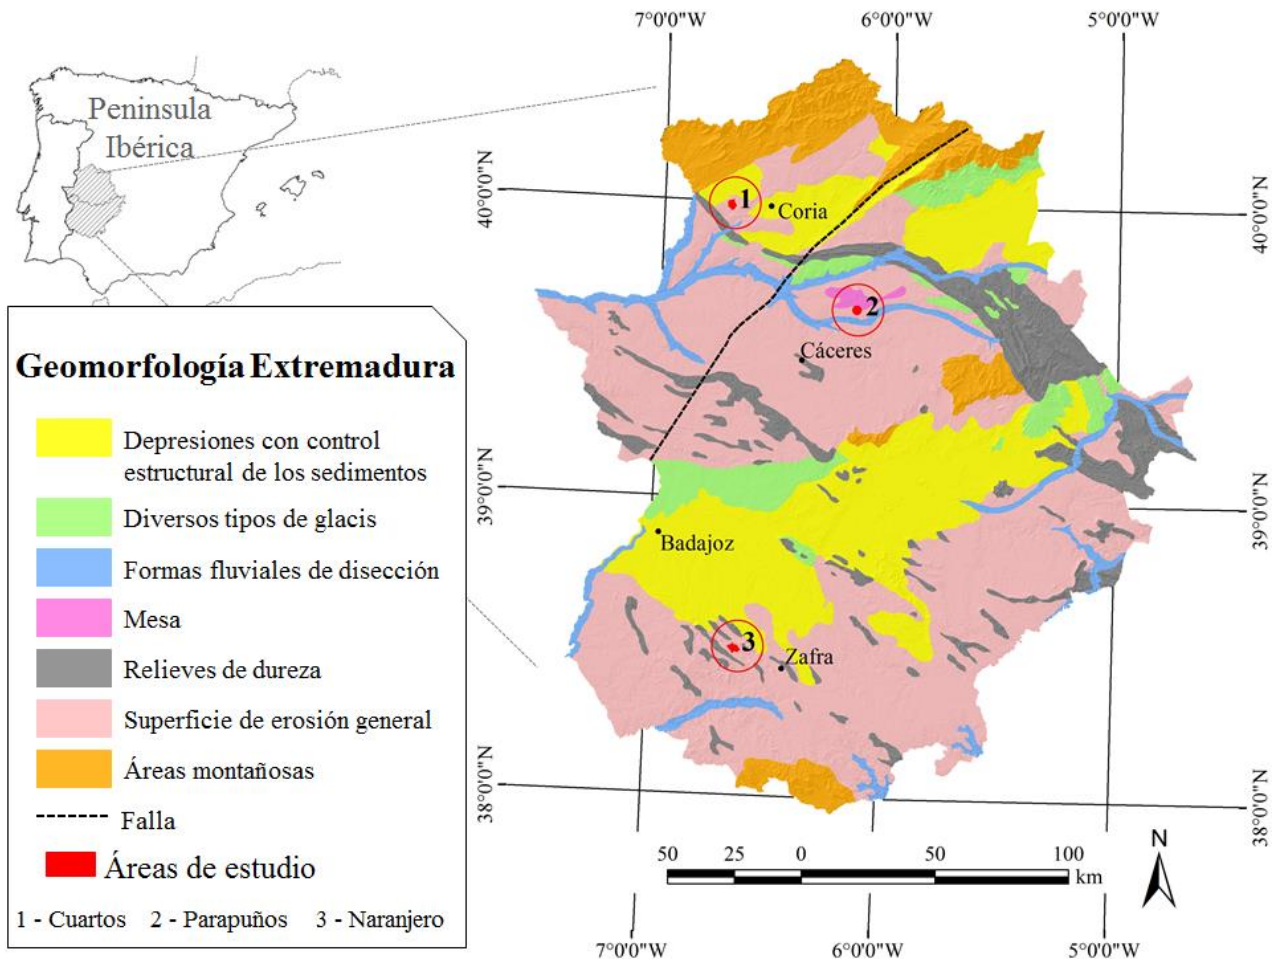 7°0'0"W 6°0'0"W 5°0'0"W
Peninsula
Ibérica
40°0'0"N
40°0'0"N
1
Coria
2
Cáceres
Geomorfología Extremadura
Depresiones con control
estructural de los sedimentos
Diversos tipos de glacis
Formas fluviales de disección
Mesa
Relieves de dureza
Superficie de erosión general
Áreas montañosas
Falla
Áreas de estudio
1 - Cuartos 2 - Parapuños 3 - Naranjero
39°0'0"N
39°0'0"N
Badajoz
3
Zafra
38°0'0"N
38°0'0"N
50 25 0 50 100
km
N
7°0'0"W 6°0'0"W 5°0'0"W